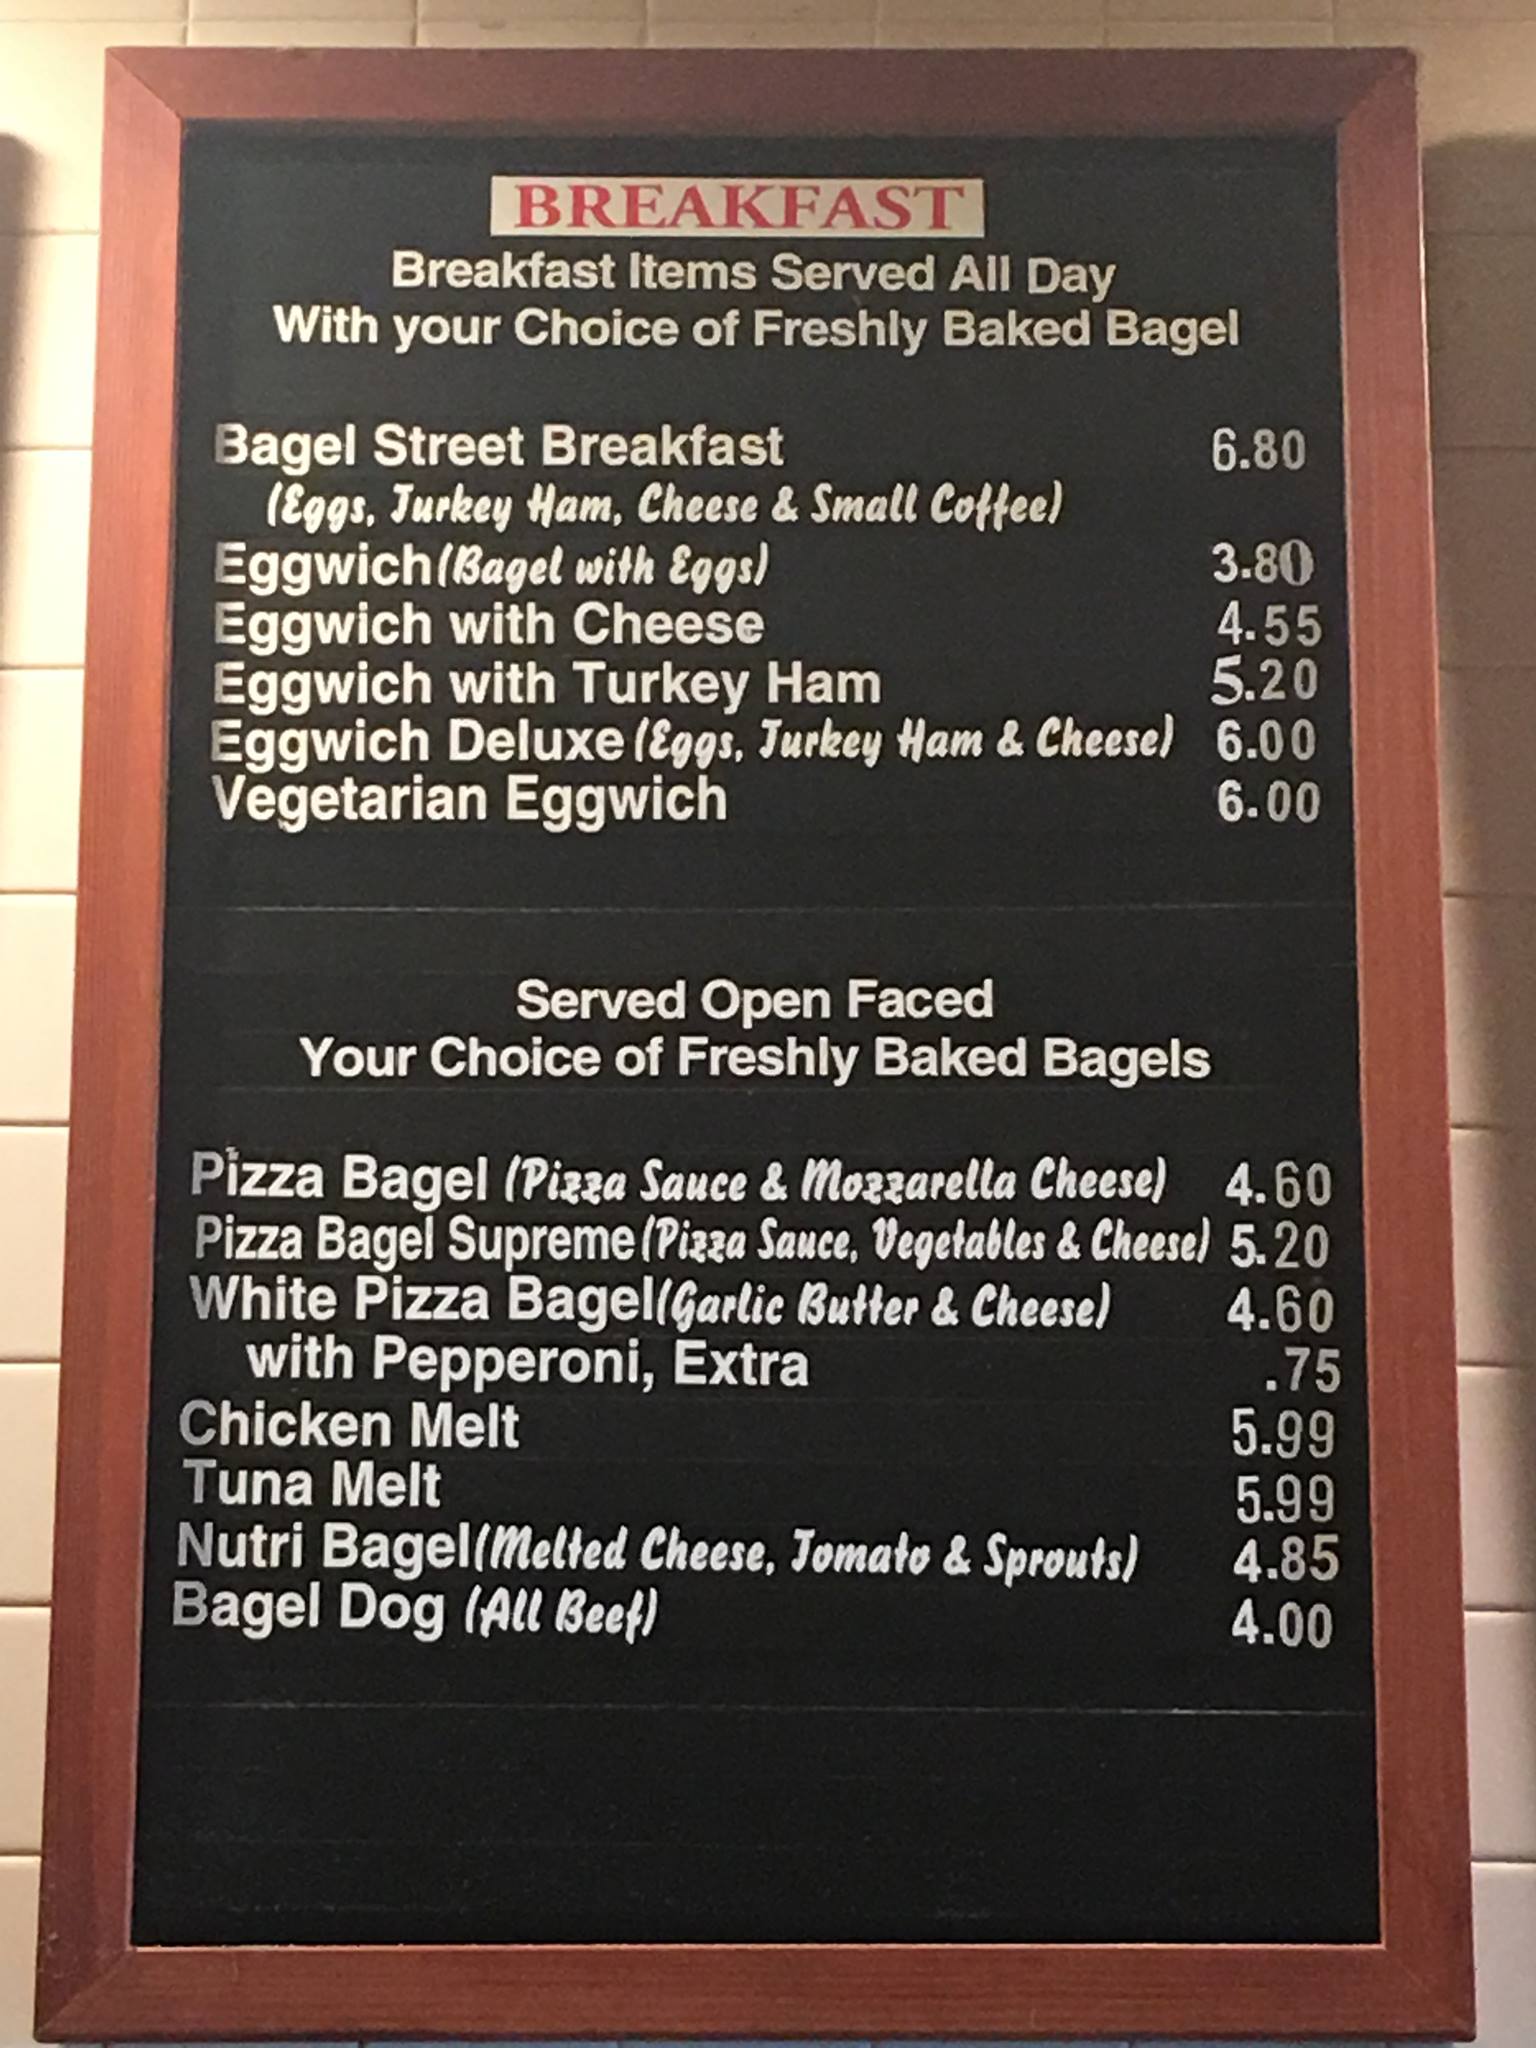 BREAKFAST
Breakfast Items Served All Day
With your Choice of Freshly Baked Bagel
Bagel Street Breakfast 6.80
(Eggs, Turkey Ham, Cheese & Small Coffee)
Eggwich (Bagel with Eggs) 3.80
Eggwich with Cheese 4.55
Eggwich with Turkey Ham 5.20
Eggwich Deluxe (Eggs, Turkey Ham & Cheese) 6.00
Vegetarian Eggwich 6.00
Served Open Faced
Your Choice of Freshly Baked Bagels
Pizza Bagel (Pizza Sauce & Mozzarella Cheese) 4.60
Pizza Bagel Supreme (Pizza Sauce, Vegetables & Cheese) 5.20
White Pizza Bagel (Garlic Butter & Cheese) 4.60
with Pepperoni, Extra .75
Chicken Melt 5.99
Tuna Melt 5.99
Nutri Bagel (Melted Cheese, Tomato & Sprouts) 4.85
Bagel Dog (All Beef) 4.00